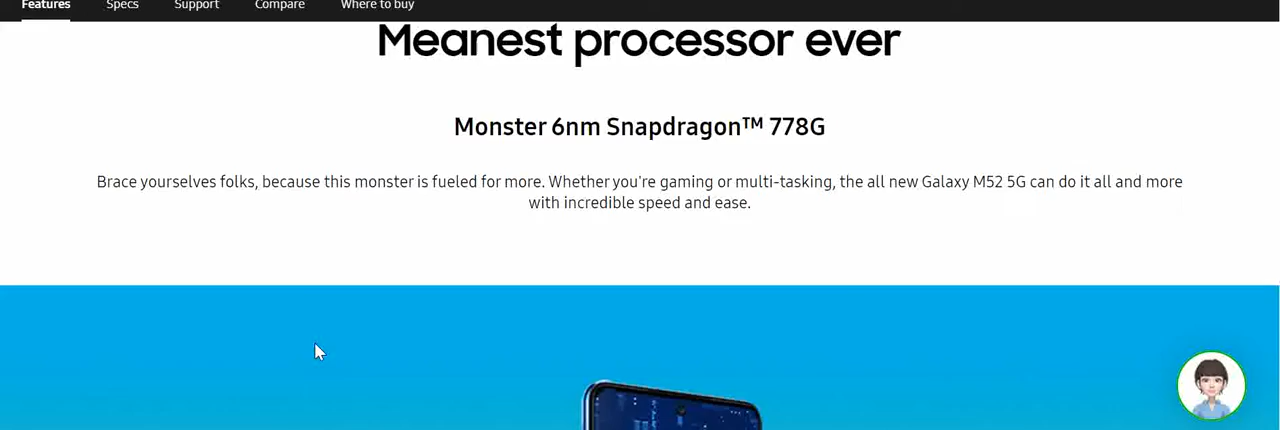 Features Specs Support Compare Where to buy
Meanest processor ever
Monster 6nm Snapdragon™ 778G
Brace yourselves folks, because this monster is fueled for more. Whether you're gaming or multi-tasking, the all new Galaxy M52 5G can do it all and more
with incredible speed and ease.